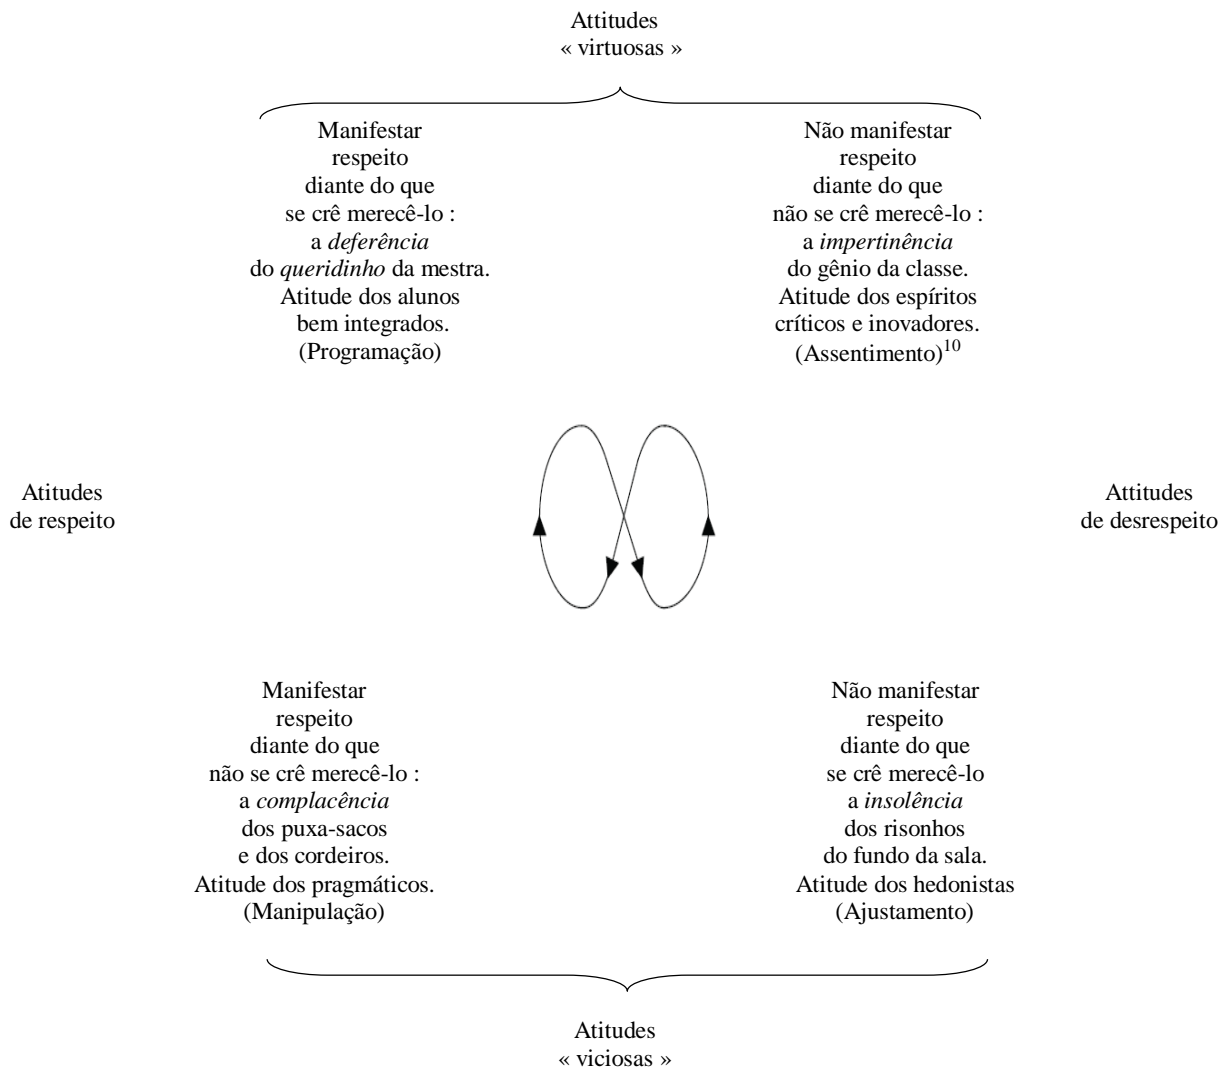 Attitudes
« virtuosas »
Manifestar
respeito
diante do que
se crê merecê-lo :
a deferência
do queridinho da mestra.
Atitude dos alunos
bem integrados.
(Programação)
Não manifestar
respeito
diante do que
não se crê merecê-lo :
a impertinência
do gênio da classe.
Atitude dos espíritos
críticos e inovadores.
(Assentimento)10
Atitudes
de respeito
Attitudes
de desrespeito
Manifestar
respeito
diante do que
não se crê merecê-lo :
a complacência
dos puxa-sacos
e dos cordeiros.
Atitude dos pragmáticos.
(Manipulação)
Não manifestar
respeito
diante do que
se crê merecê-lo
a insolência
dos risonhos
do fundo da sala.
Atitude dos hedonistas
(Ajustamento)
Atitudes
« viciosas »